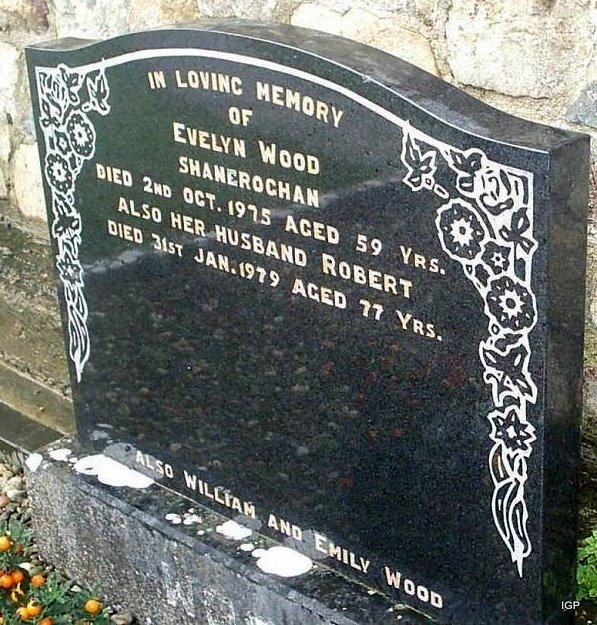 IN LOVING MEMORY
OF
EVELYN WOOD
SHANEROGHAN
DIED 2ND OCT. 1975 AGED 59 YRS.
ALSO HER HUSBAND ROBERT
DIED 31ST JAN. 1979 AGED 77 YRS.
ALSO WILLIAM AND EMILY WOOD
IGP